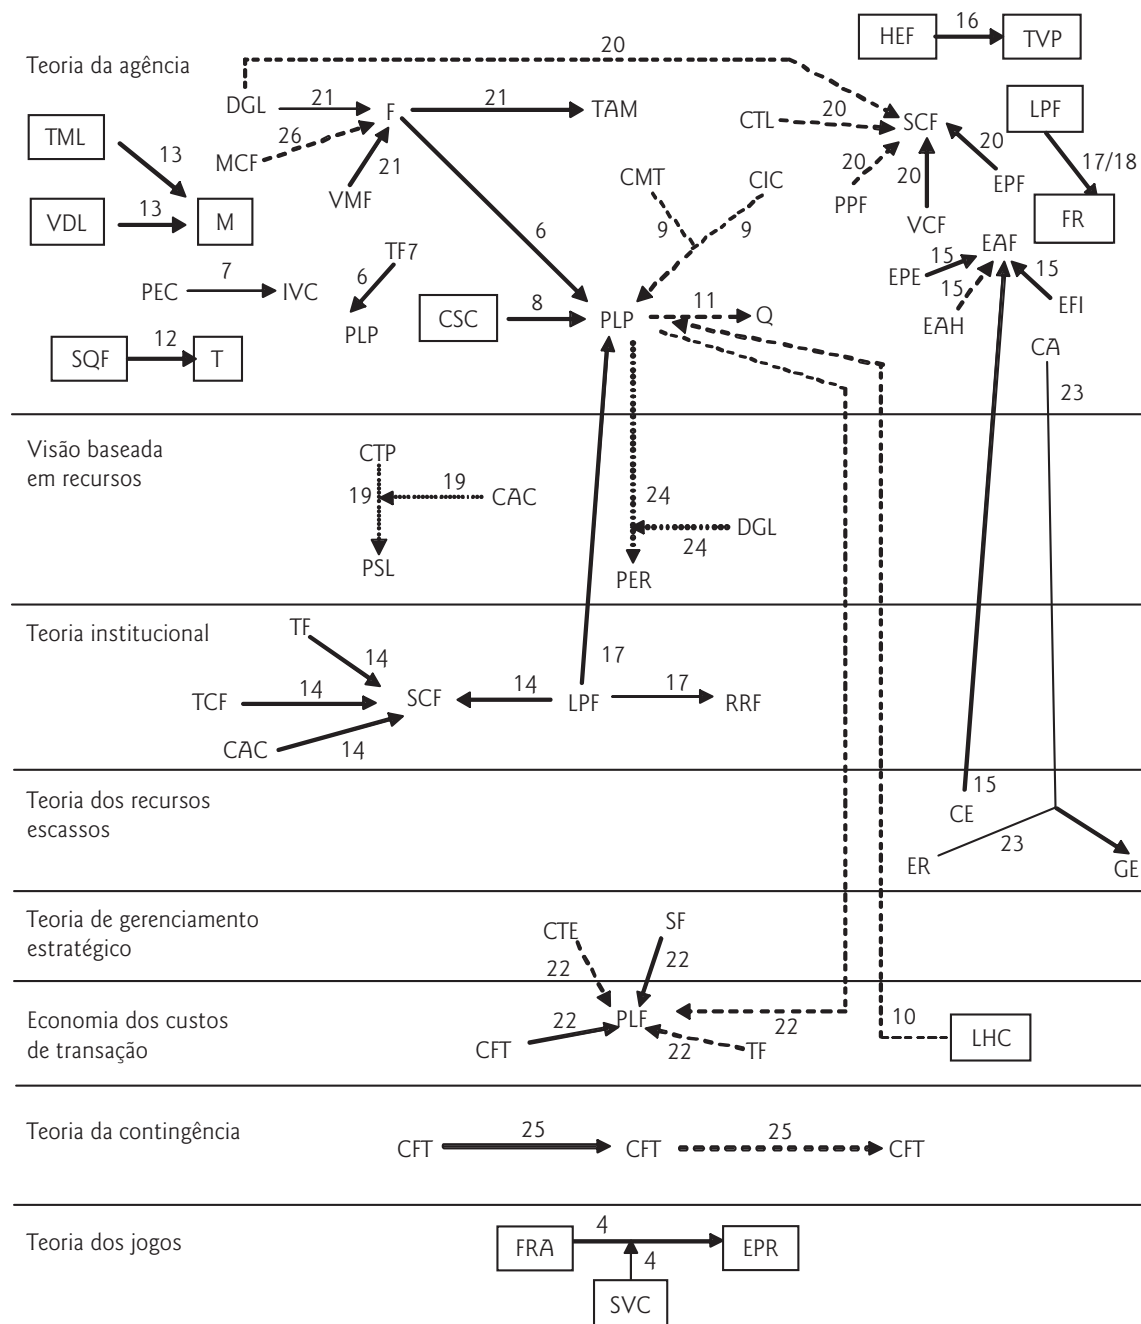 HEF
16
TVP
20
Teoria da agência
DGL
21
F
21
TAM
CTL
20
SCF
LPF
TML
13
MCF
26
21
VMF
20
20
20
EPF
17/18
CMT
CIC
PPF
VCF
FR
VDL
13
M
9
9
6
TF7
EAF
7
6
EPE
15
15
PEC
IVC
15
EFI
PLP
CSC
8
PLP
11
Q
EAH
SQF
12
T
CA
23
Visão baseada
em recursos
CTP
19
19
CAC
24
DGL
24
PSL
PER
Teoria institucional
TF
14
17
TCF
14
SCF
14
LPF
17
RRF
CAC
14
Teoria dos recursos
escassos
15
CE
ER
23
GE
Teoria de gerenciamento
estratégico
CTE
SF
22
22
Economia dos custos
de transação
22
PLF
22
10
LHC
CFT
22
TF
Teoria da contingência
CFT
25
CFT
25
CFT
Teoria dos jogos
4
FRA
EPR
4
SVC